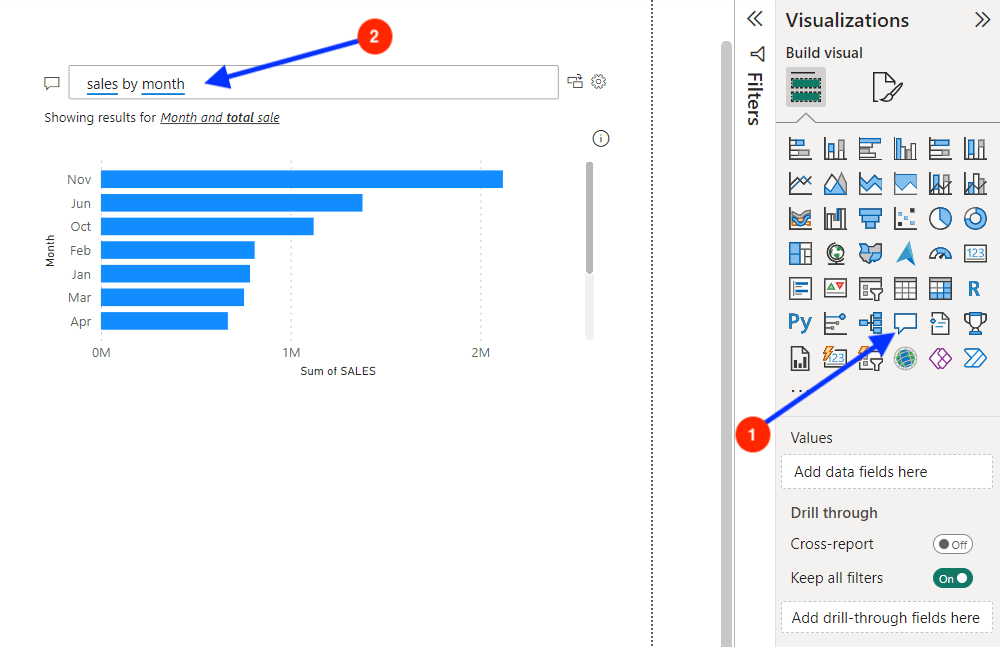 Visualizations
Build visual
Filters
2
sales by month
Showing results for Month and total sale
Nov
Jun
Oct
Feb
Jan
Mar
Apr
Month
0M
1M
2M
Sum of SALES
123
R
Py
123
1
Values
Add data fields here
Drill through
Cross-report
Off
Keep all filters
On
Add drill-through fields here